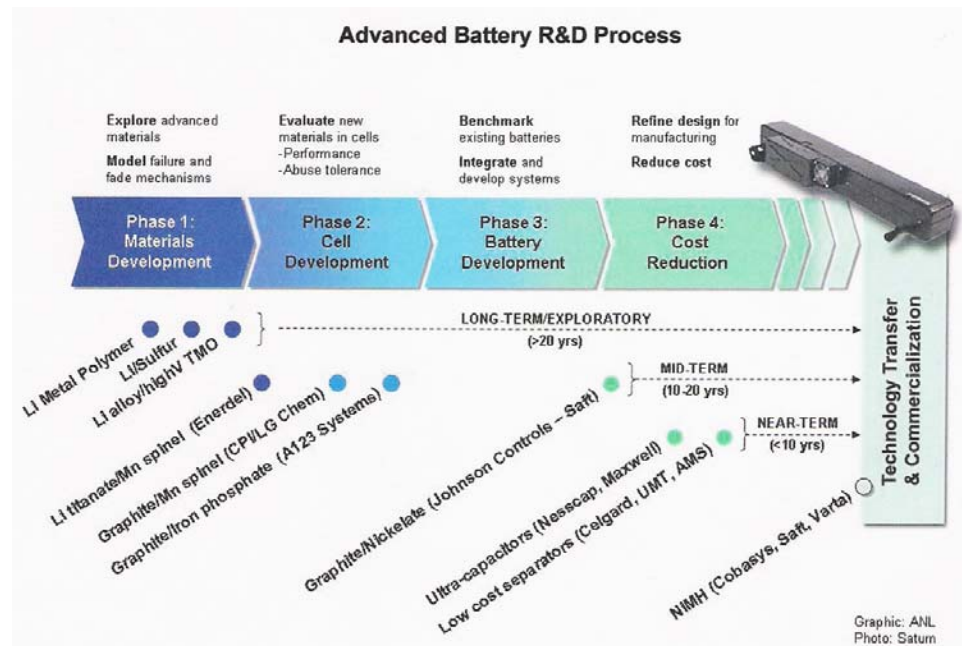 Advanced Battery R&D Process
Explore advanced
materials
Model failure and
fade mechanisms
Evaluate new
materials in cells
-Performance
-Abuse tolerance
Benchmark
existing batteries
Integrate and
develop systems
Refine design for
manufacturing
Reduce cost
Phase 1:
Materials
Development
Phase 2:
Cell
Development
Phase 3:
Battery
Development
Phase 4:
Cost
Reduction
LONG-TERM/EXPLORATORY
(>20 yrs)
MID-TERM
(10-20 yrs)
NEAR-TERM
(<10 yrs)
Technology Transfer
& Commercialization
Li Metal Polymer
Li/Sulfur
Li alloy/highV TMO
Li titanate/Mn spinel (Enerdel)
Graphite/Mn spinel (CPI/LG Chem)
Graphite/Iron phosphate (A123 Systems)
Graphite/Nickelate (Johnson Controls – Saft)
Ultra-capacitors (Nesscap, Maxwell)
Low cost separators (Celgard, UMT, AMS)
NIMH (Cobasys, Saft, Varta)
Graphic: ANL
Photo: Saturn